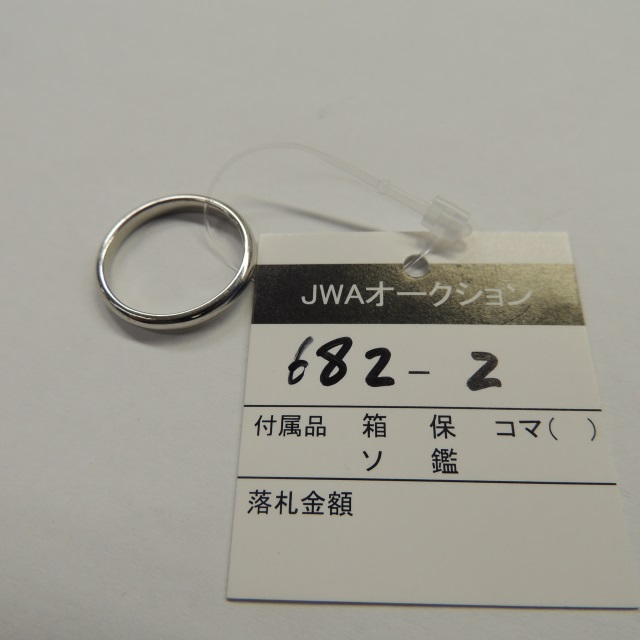 JWAオークション
682-2
付属品 箱 保 コマ( )
ソ 鑑
落札金額